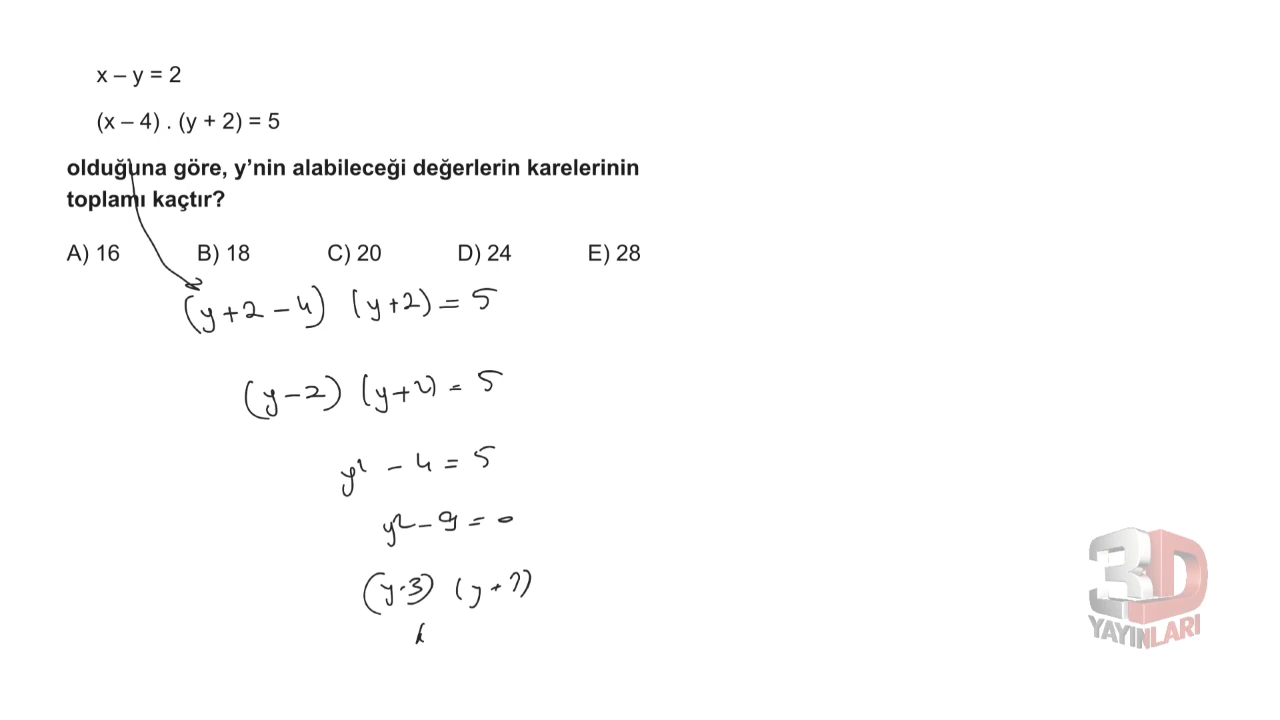 x – y = 2
(x – 4) . (y + 2) = 5
olduğuna göre, y’nin alabileceği değerlerin karelerinin
toplamı kaçtır?
A) 16 B) 18 C) 20 D) 24 E) 28
(y+2-4) (y+2) = 5
(y-2) (y+2) = 5
y² - 4 = 5
y² - 9 = 0
(y-3) (y+3)
3D
YAYINLARI